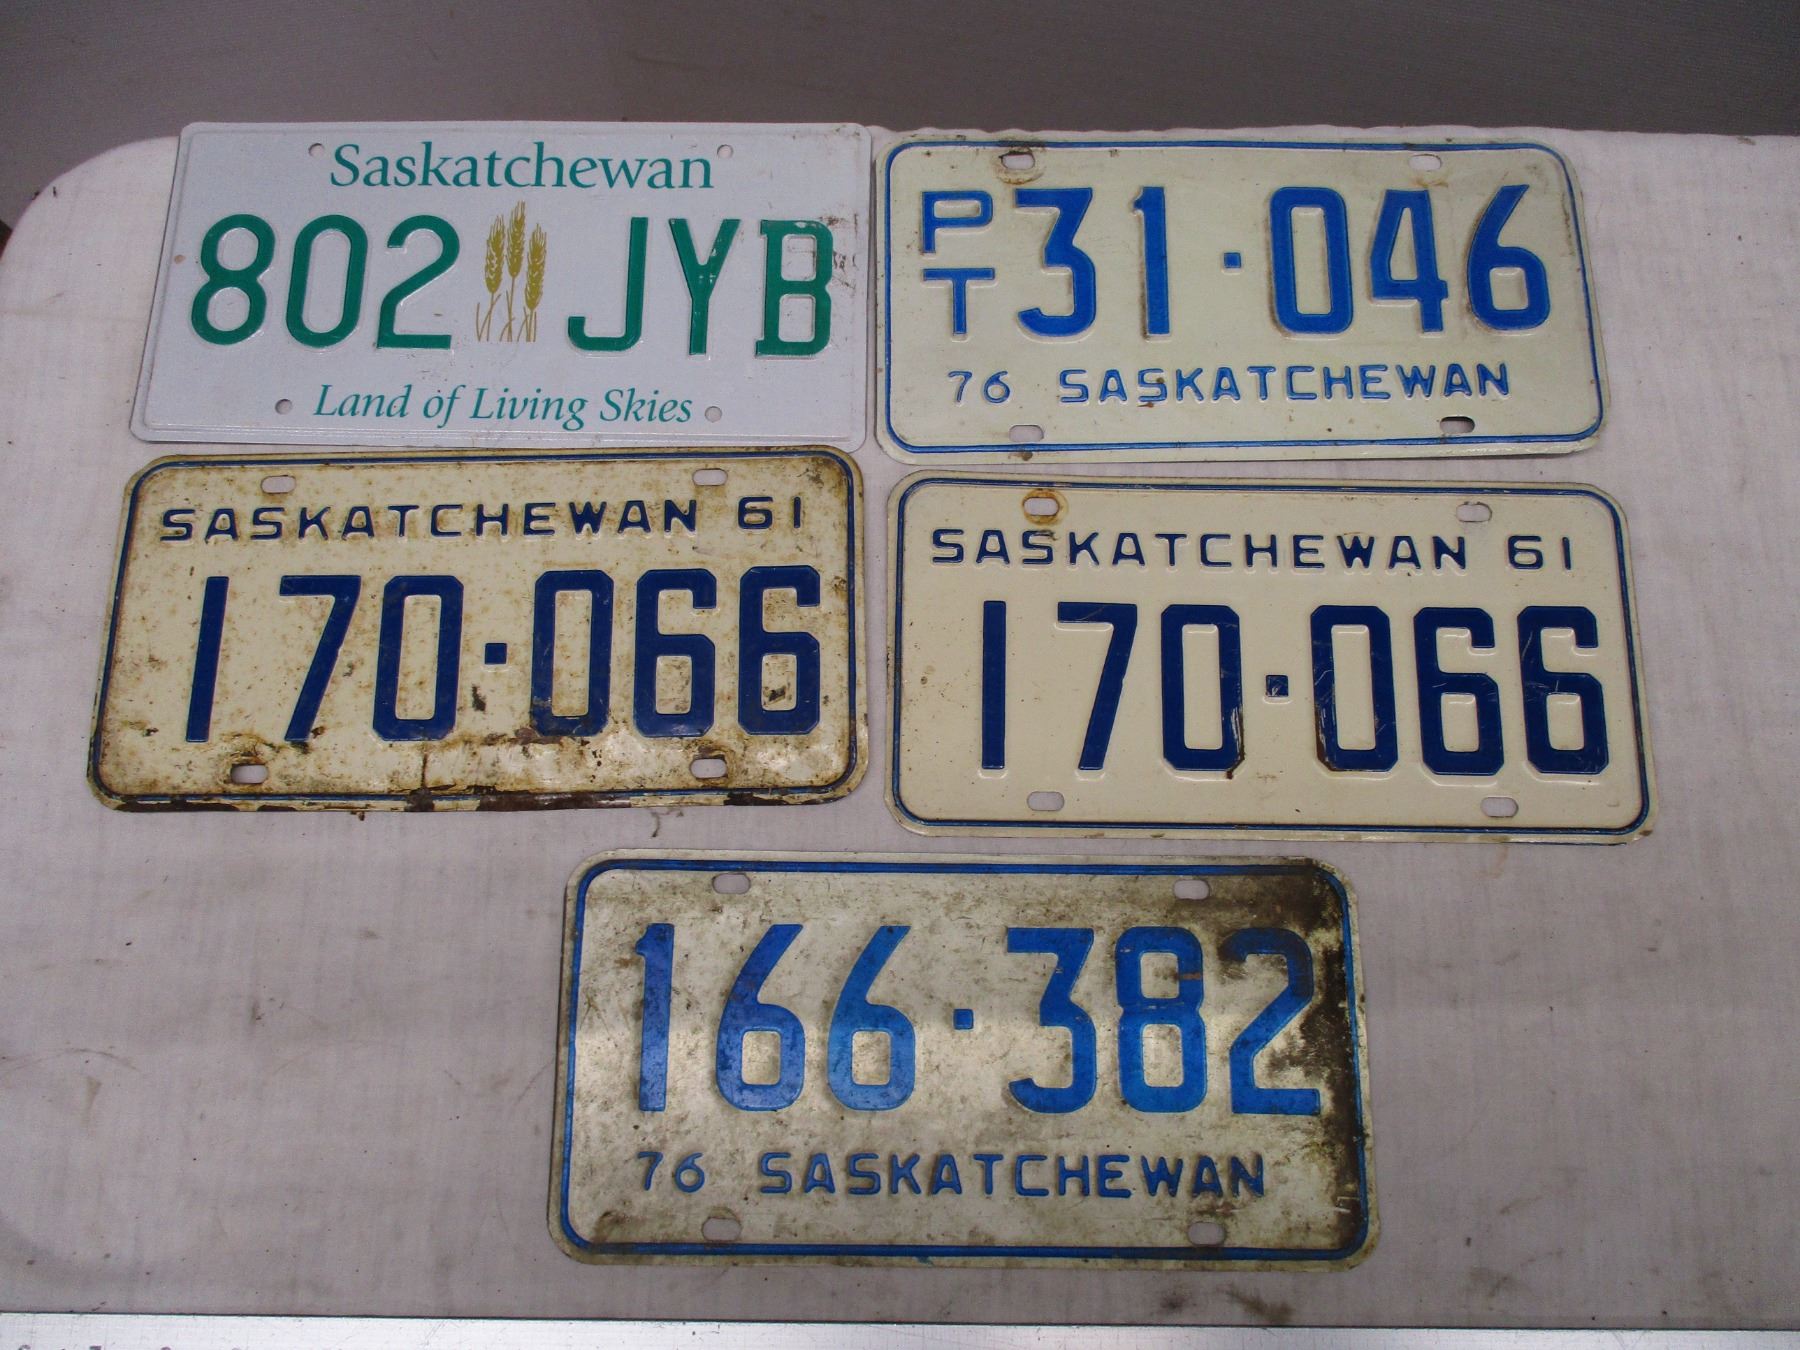 Saskatchewan
802 JYB
Land of Living Skies
PT 31·046
76 SASKATCHEWAN
SASKATCHEWAN 61
170·066
SASKATCHEWAN 61
170·066
166·382
76 SASKATCHEWAN